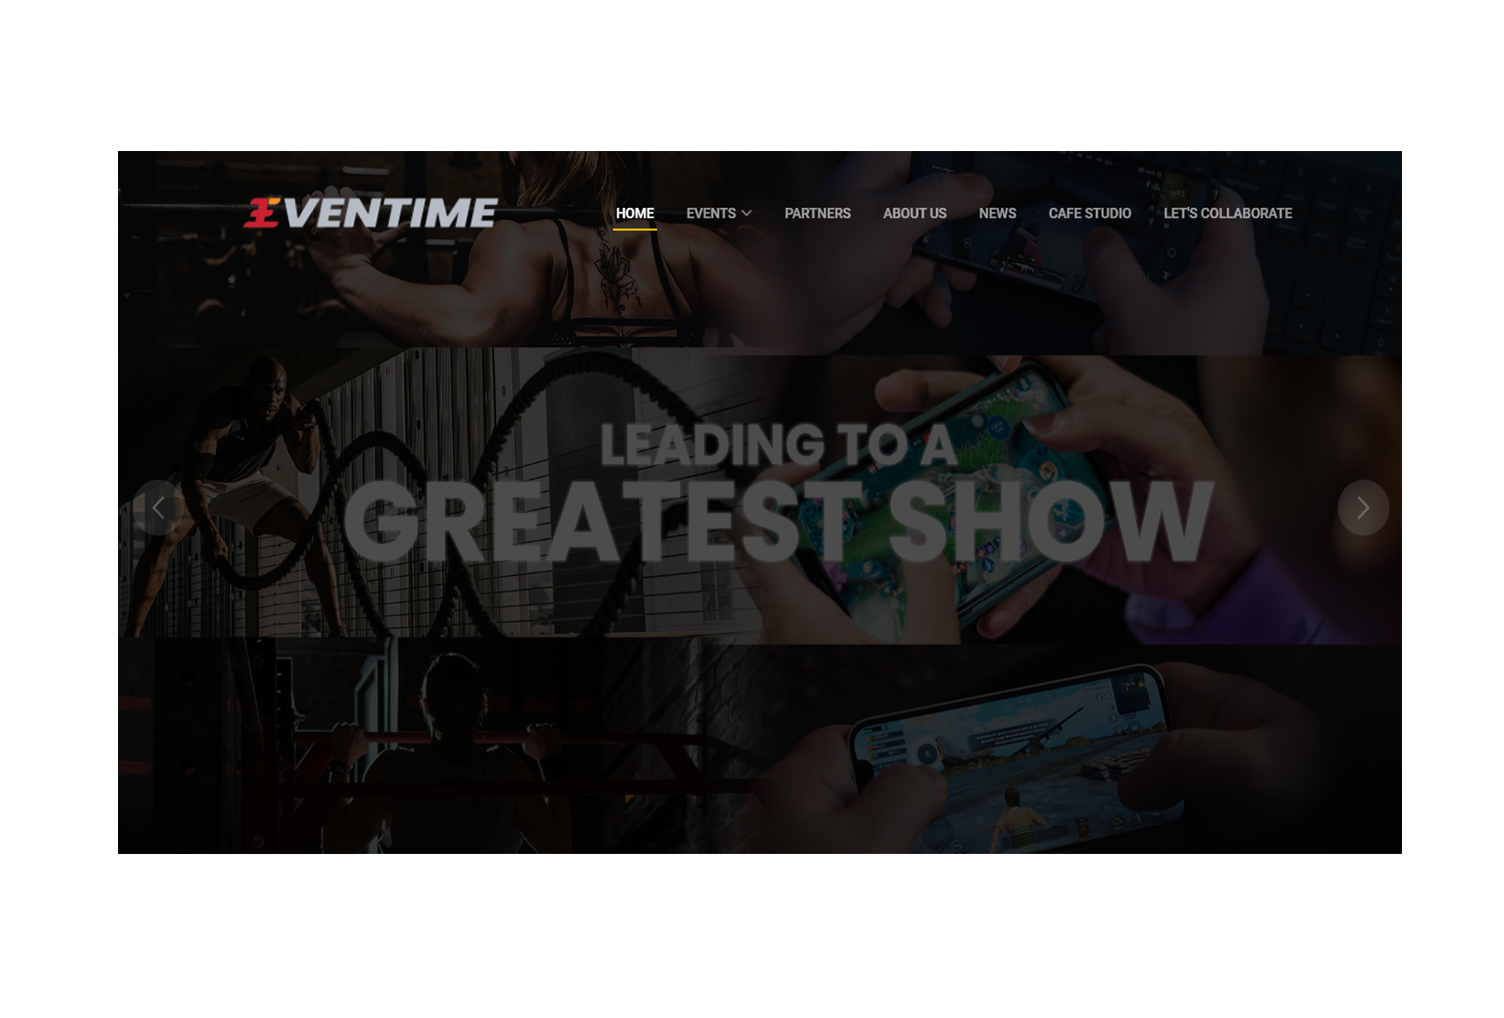 EVENTIME
HOME EVENTS PARTNERS ABOUT US NEWS CAFE STUDIO LET'S COLLABORATE
LEADING TO A
GREATEST SHOW